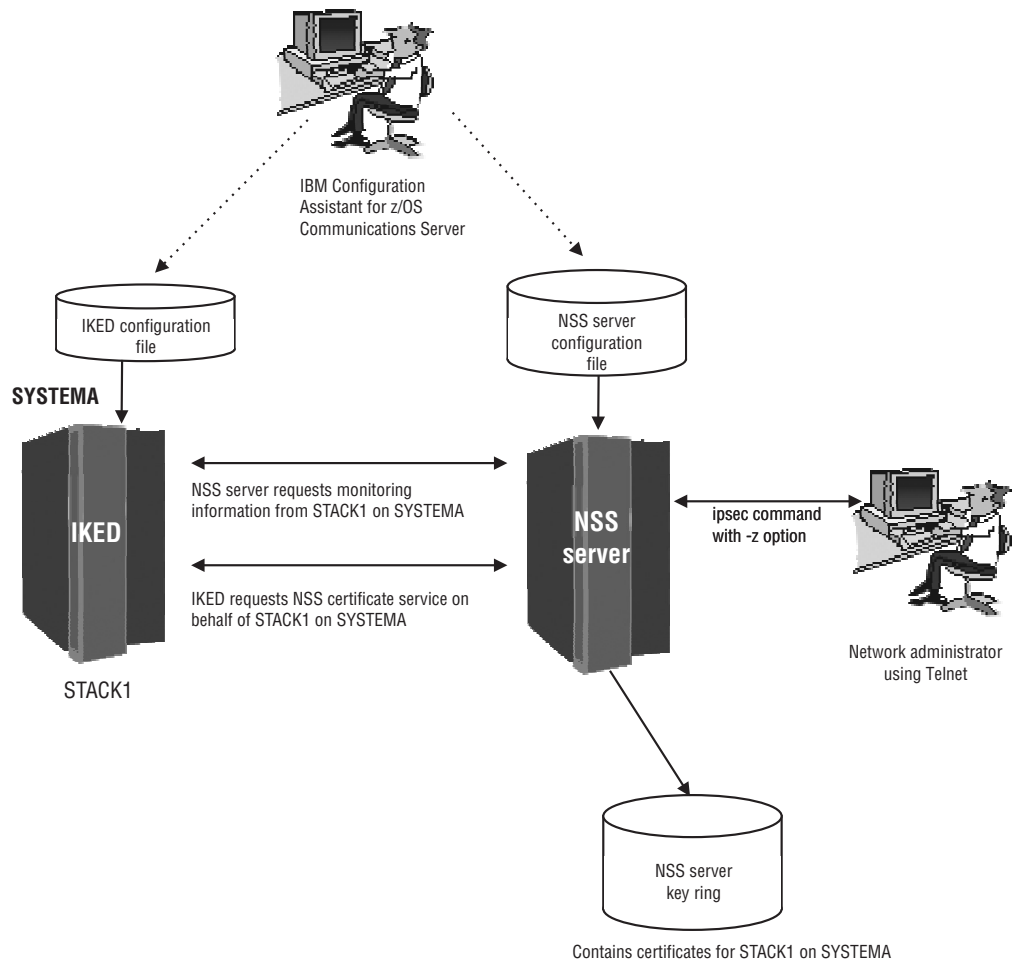 IBM Configuration
Assistant for z/OS
Communications Server
IKED configuration
file
NSS server
configuration
file
SYSTEMA
IKED
STACK1
NSS server requests monitoring
information from STACK1 on SYSTEMA
IKED requests NSS certificate service on
behalf of STACK1 on SYSTEMA
NSS
server
ipsec command
with -z option
Network administrator
using Telnet
NSS server
key ring
Contains certificates for STACK1 on SYSTEMA